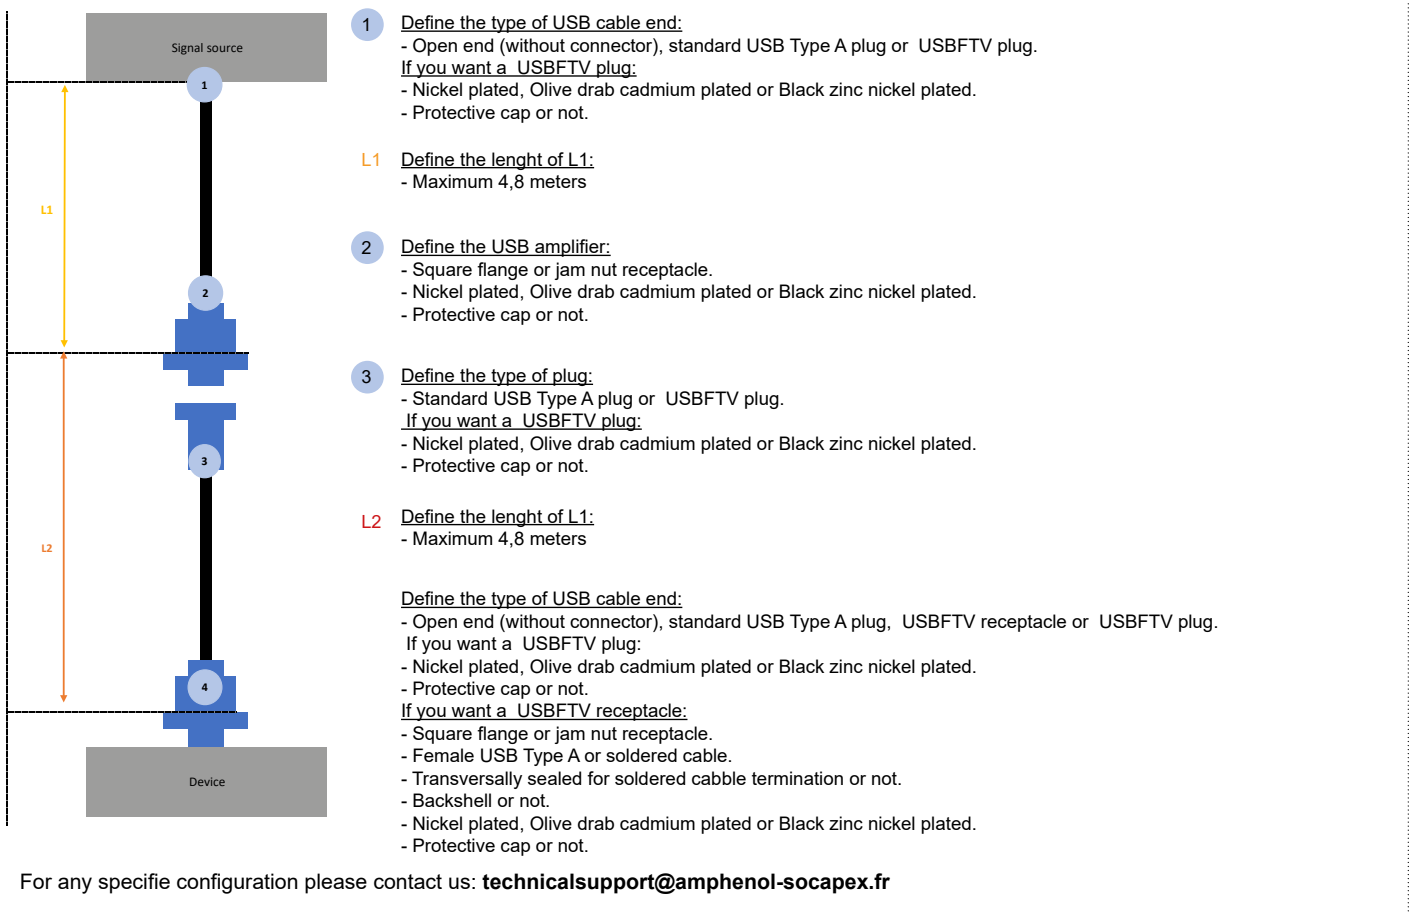 Signal source
1
L1
2
3
L2
4
Device
1
Define the type of USB cable end:
- Open end (without connector), standard USB Type A plug or USBFTV plug.
If you want a USBFTV plug:
- Nickel plated, Olive drab cadmium plated or Black zinc nickel plated.
- Protective cap or not.
L1
Define the lenght of L1:
- Maximum 4,8 meters
2
Define the USB amplifier:
- Square flange or jam nut receptacle.
- Nickel plated, Olive drab cadmium plated or Black zinc nickel plated.
- Protective cap or not.
3
Define the type of plug:
- Standard USB Type A plug or USBFTV plug.
If you want a USBFTV plug:
- Nickel plated, Olive drab cadmium plated or Black zinc nickel plated.
- Protective cap or not.
L2
Define the lenght of L1:
- Maximum 4,8 meters
Define the type of USB cable end:
- Open end (without connector), standard USB Type A plug, USBFTV receptacle or USBFTV plug.
If you want a USBFTV plug:
- Nickel plated, Olive drab cadmium plated or Black zinc nickel plated.
- Protective cap or not.
If you want a USBFTV receptacle:
- Square flange or jam nut receptacle.
- Female USB Type A or soldered cable.
- Transversally sealed for soldered cabble termination or not.
- Backshell or not.
- Nickel plated, Olive drab cadmium plated or Black zinc nickel plated.
- Protective cap or not.
For any specifie configuration please contact us: technicalsupport@amphenol-socapex.fr